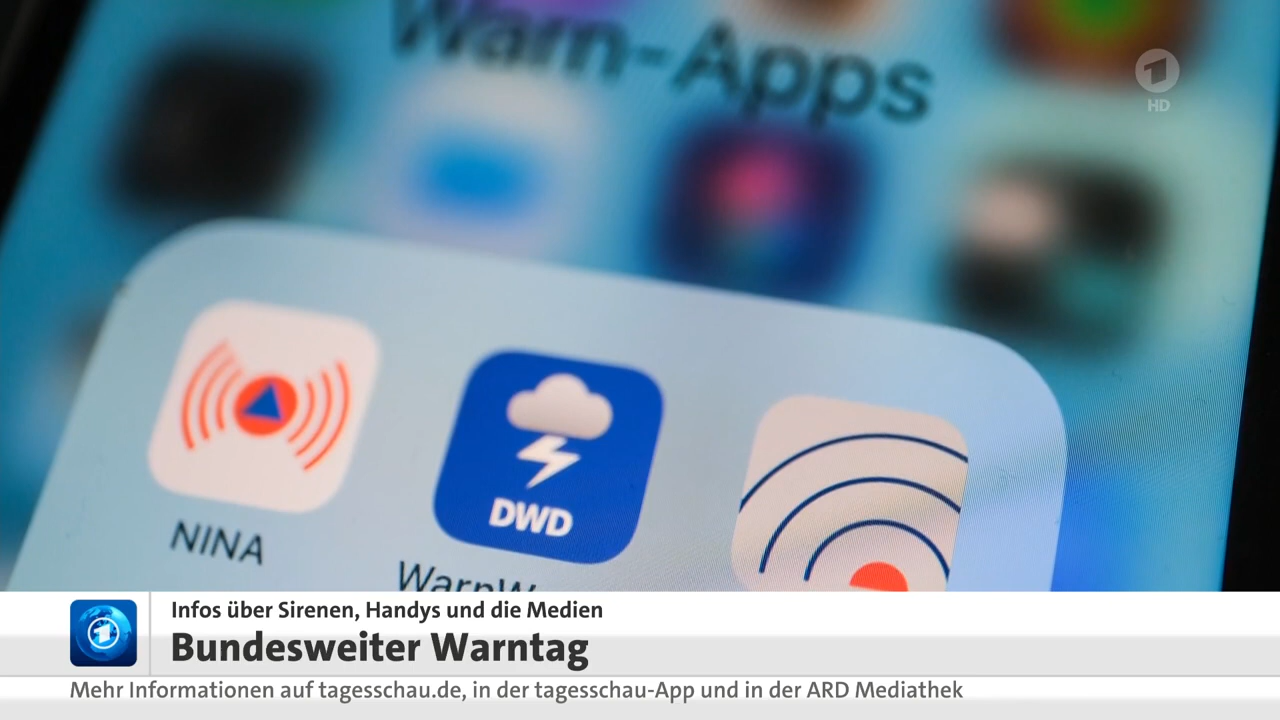 Warn-Apps
HD
DWD
NINA
Infos über Sirenen, Handys und die Medien
Bundesweiter Warntag
Mehr Informationen auf tagesschau.de, in der tagesschau-App und in der ARD Mediathek